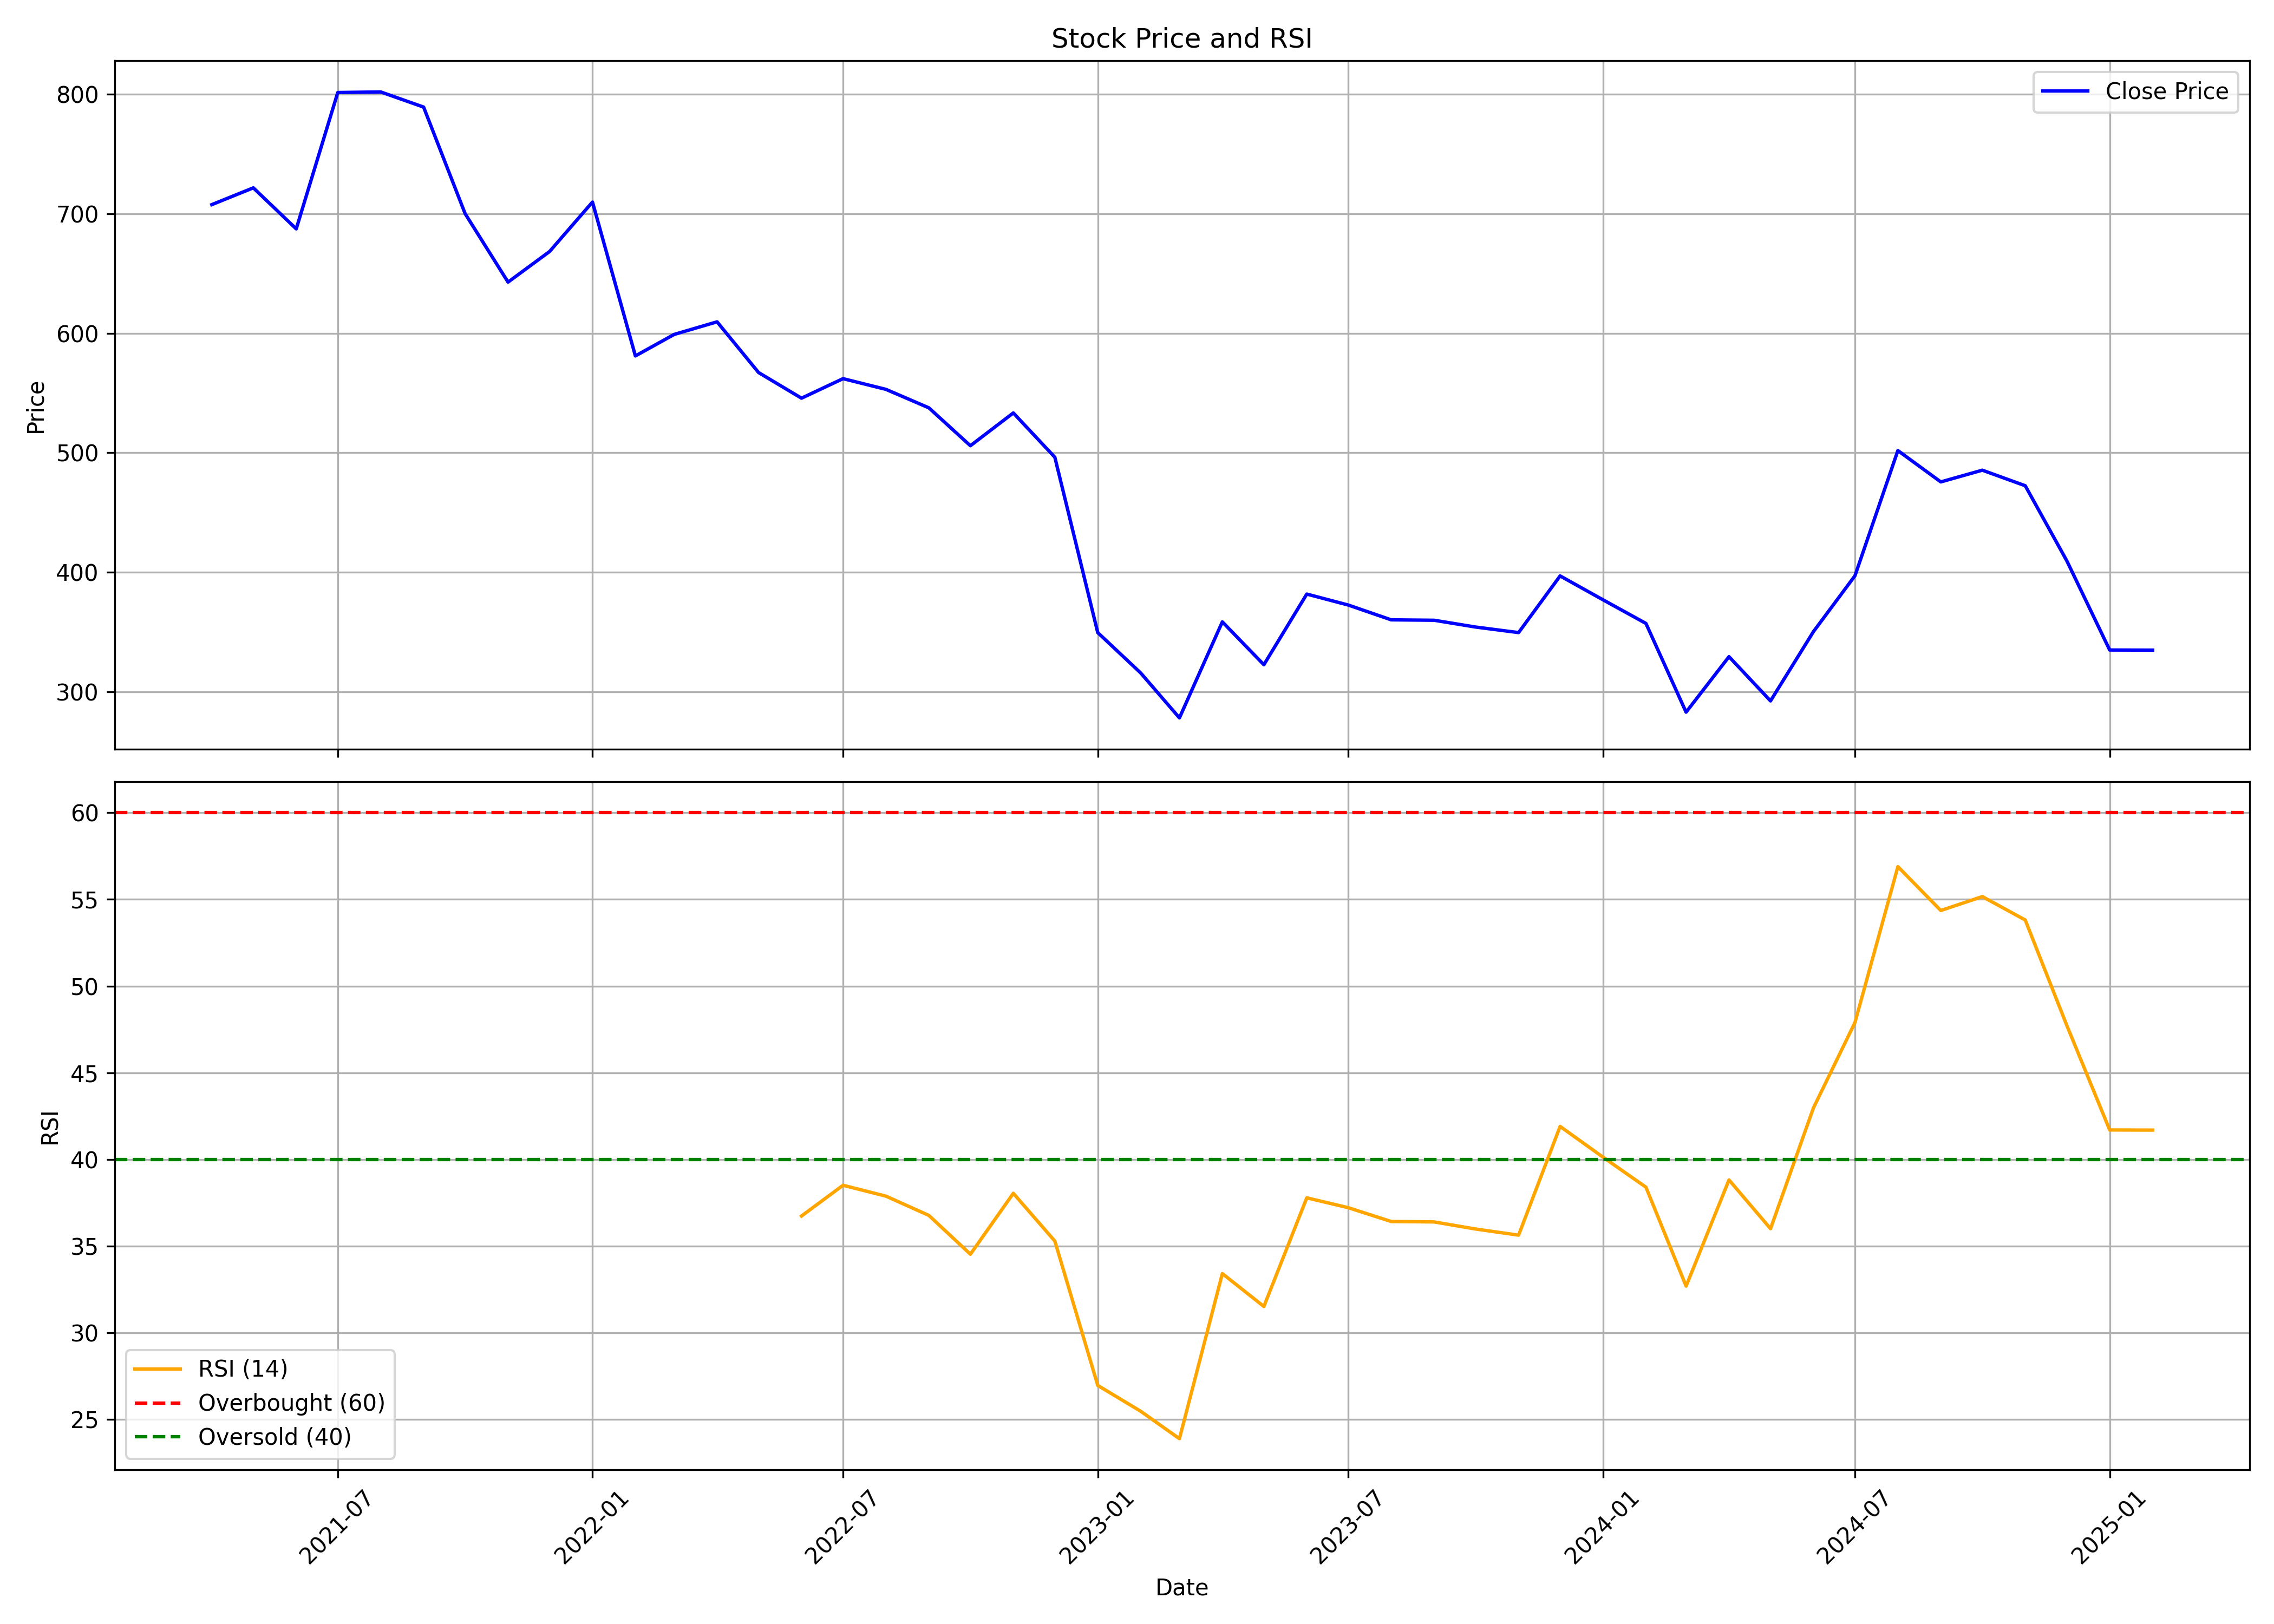 Stock Price and RSI
Close Price
Price
800
700
600
500
400
300
RSI
60
55
50
45
40
35
30
25
RSI (14)
Overbought (60)
Oversold (40)
2021-07
2022-01
2022-07
2023-01
2023-07
2024-01
2024-07
2025-01
Date